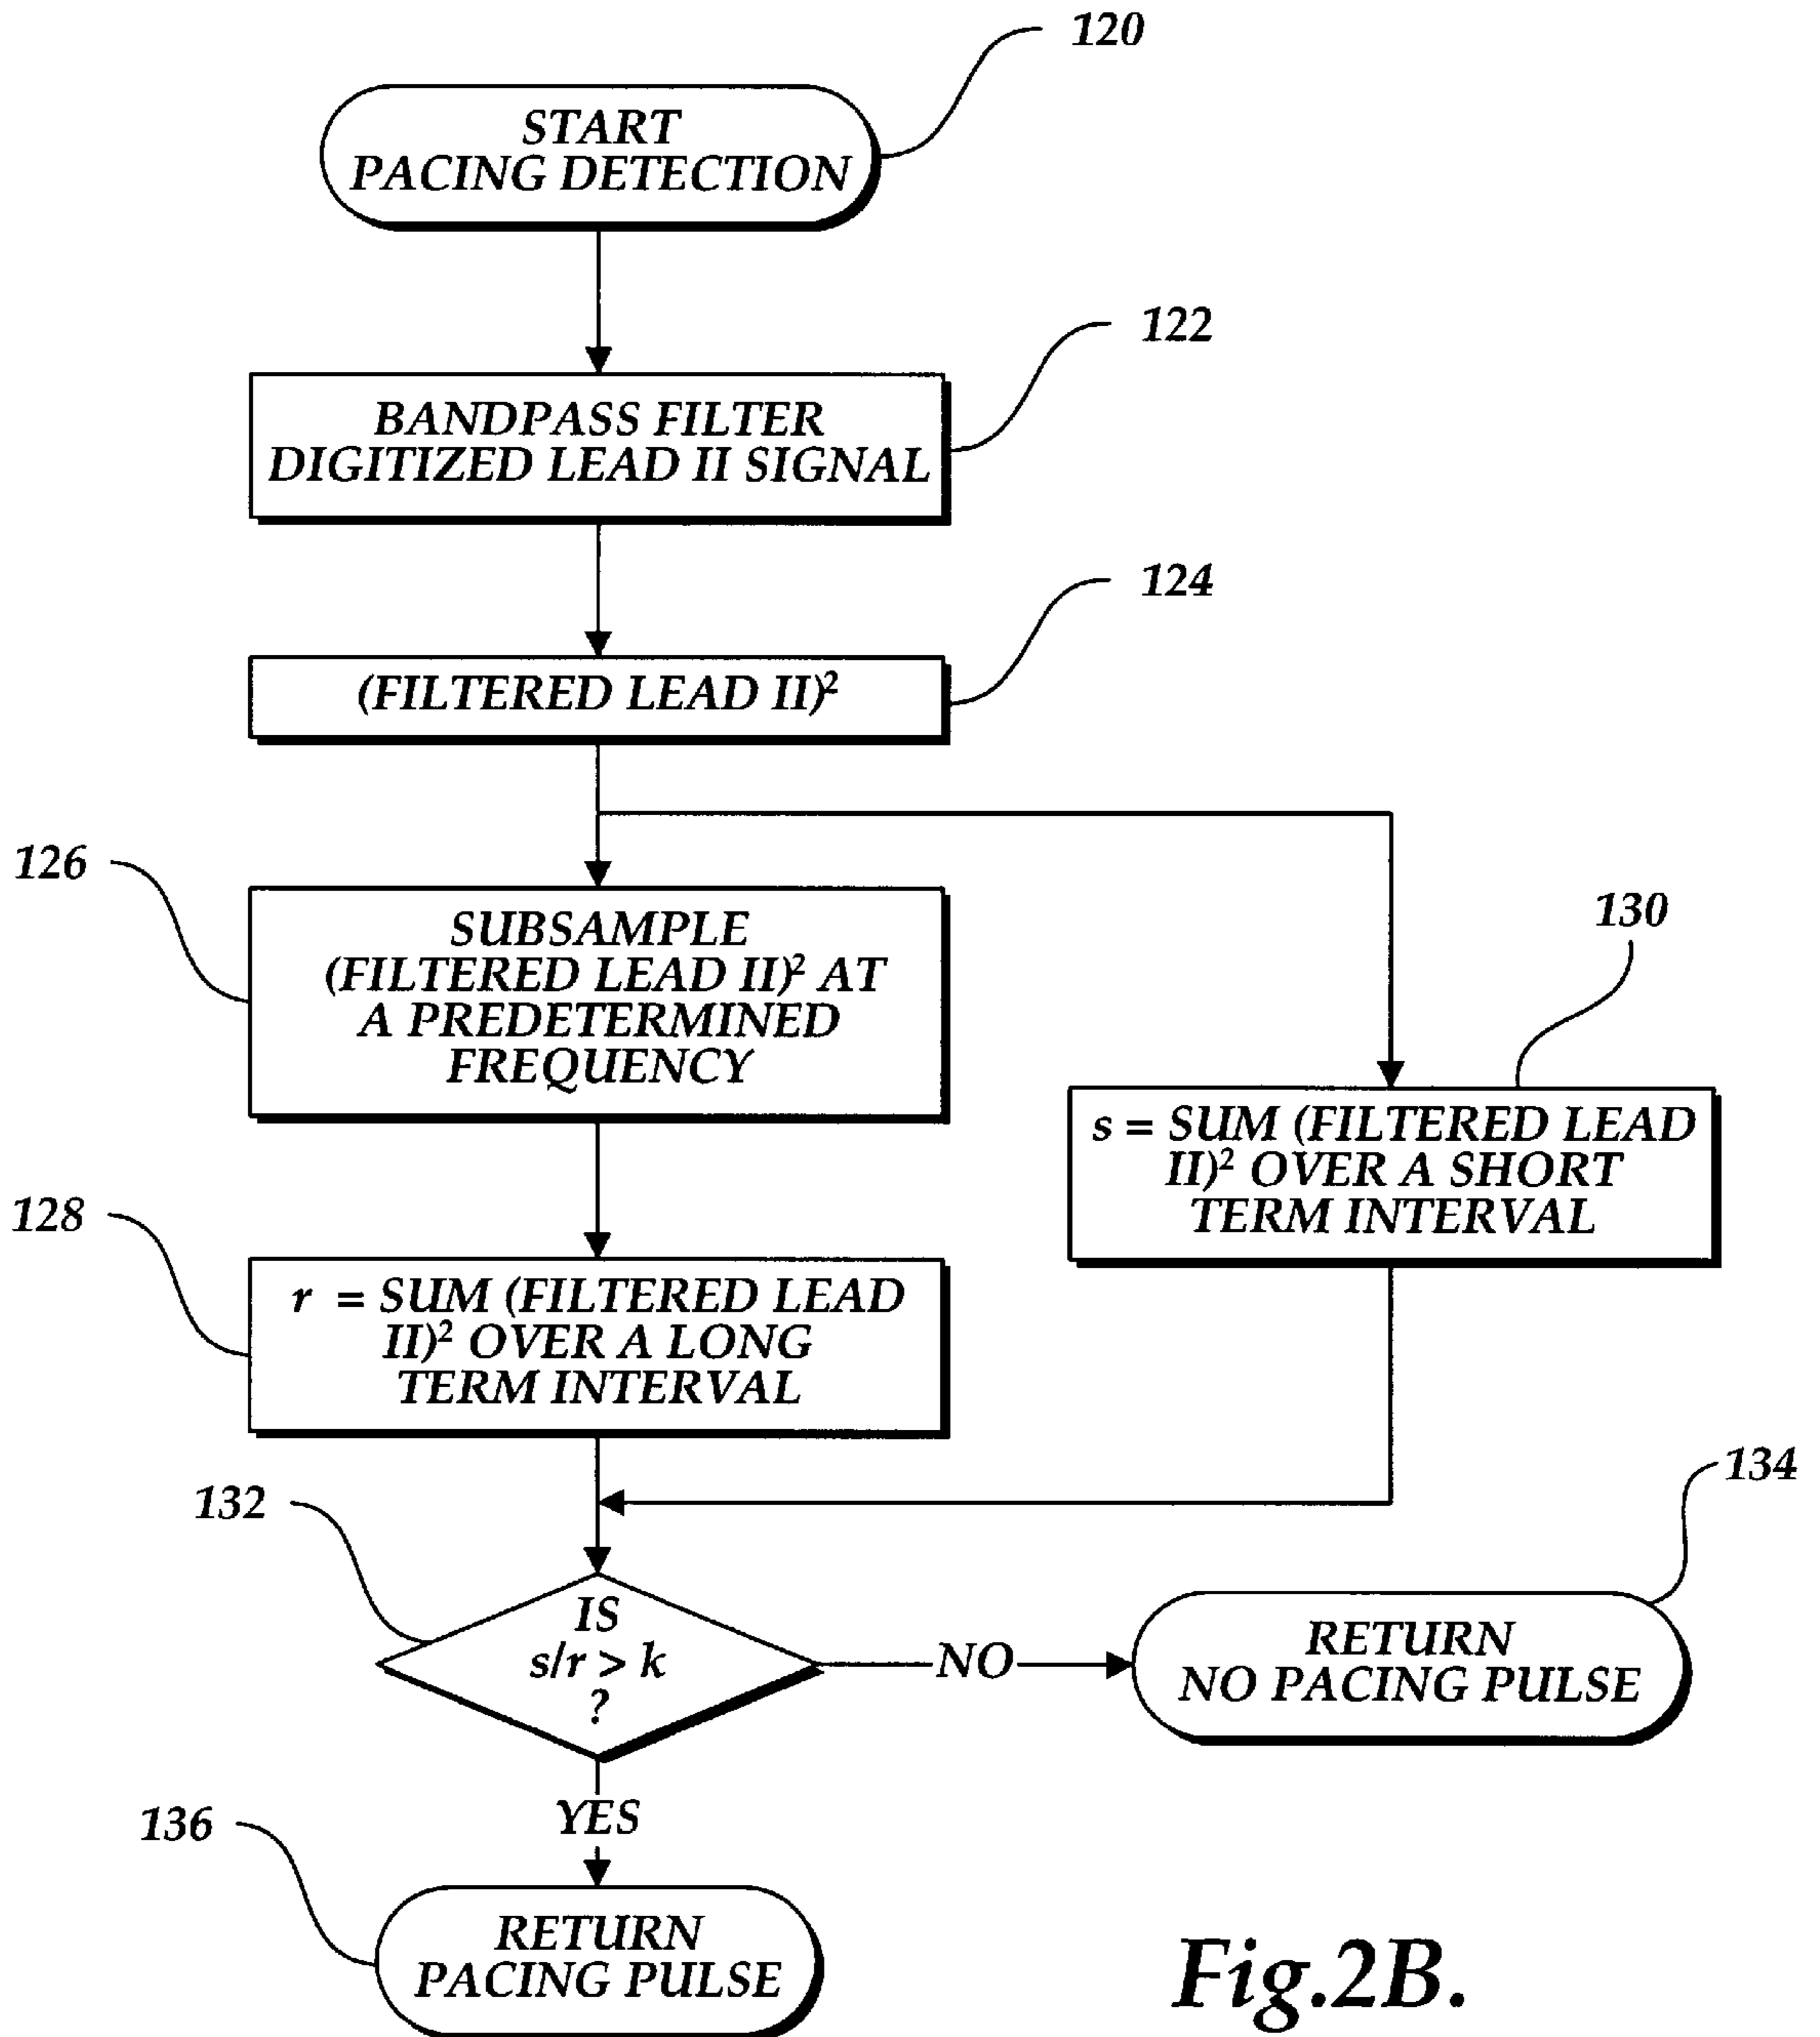 120
START
PACING DETECTION
122
BANDPASS FILTER
DIGITIZED LEAD II SIGNAL
124
(FILTERED LEAD II)²
126
SUBSAMPLE
(FILTERED LEAD II)² AT
A PREDETERMINED
FREQUENCY
130
s = SUM (FILTERED LEAD
II)² OVER A SHORT
TERM INTERVAL
128
r = SUM (FILTERED LEAD
II)² OVER A LONG
TERM INTERVAL
132
IS
s/r > k
?
NO
134
RETURN
NO PACING PULSE
YES
136
RETURN
PACING PULSE
Fig.2B.